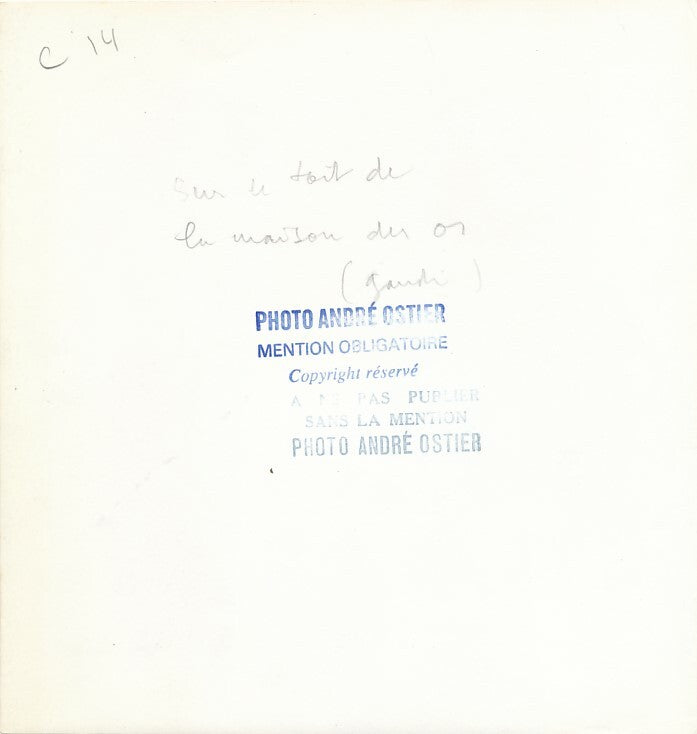 C 14
Sur le toit de
la maison des os
(gaudi)
PHOTO ANDRÉ OSTIER
MENTION OBLIGATOIRE
Copyright réservé
A NE PAS PUBLIER
SANS LA MENTION
PHOTO ANDRÉ OSTIER